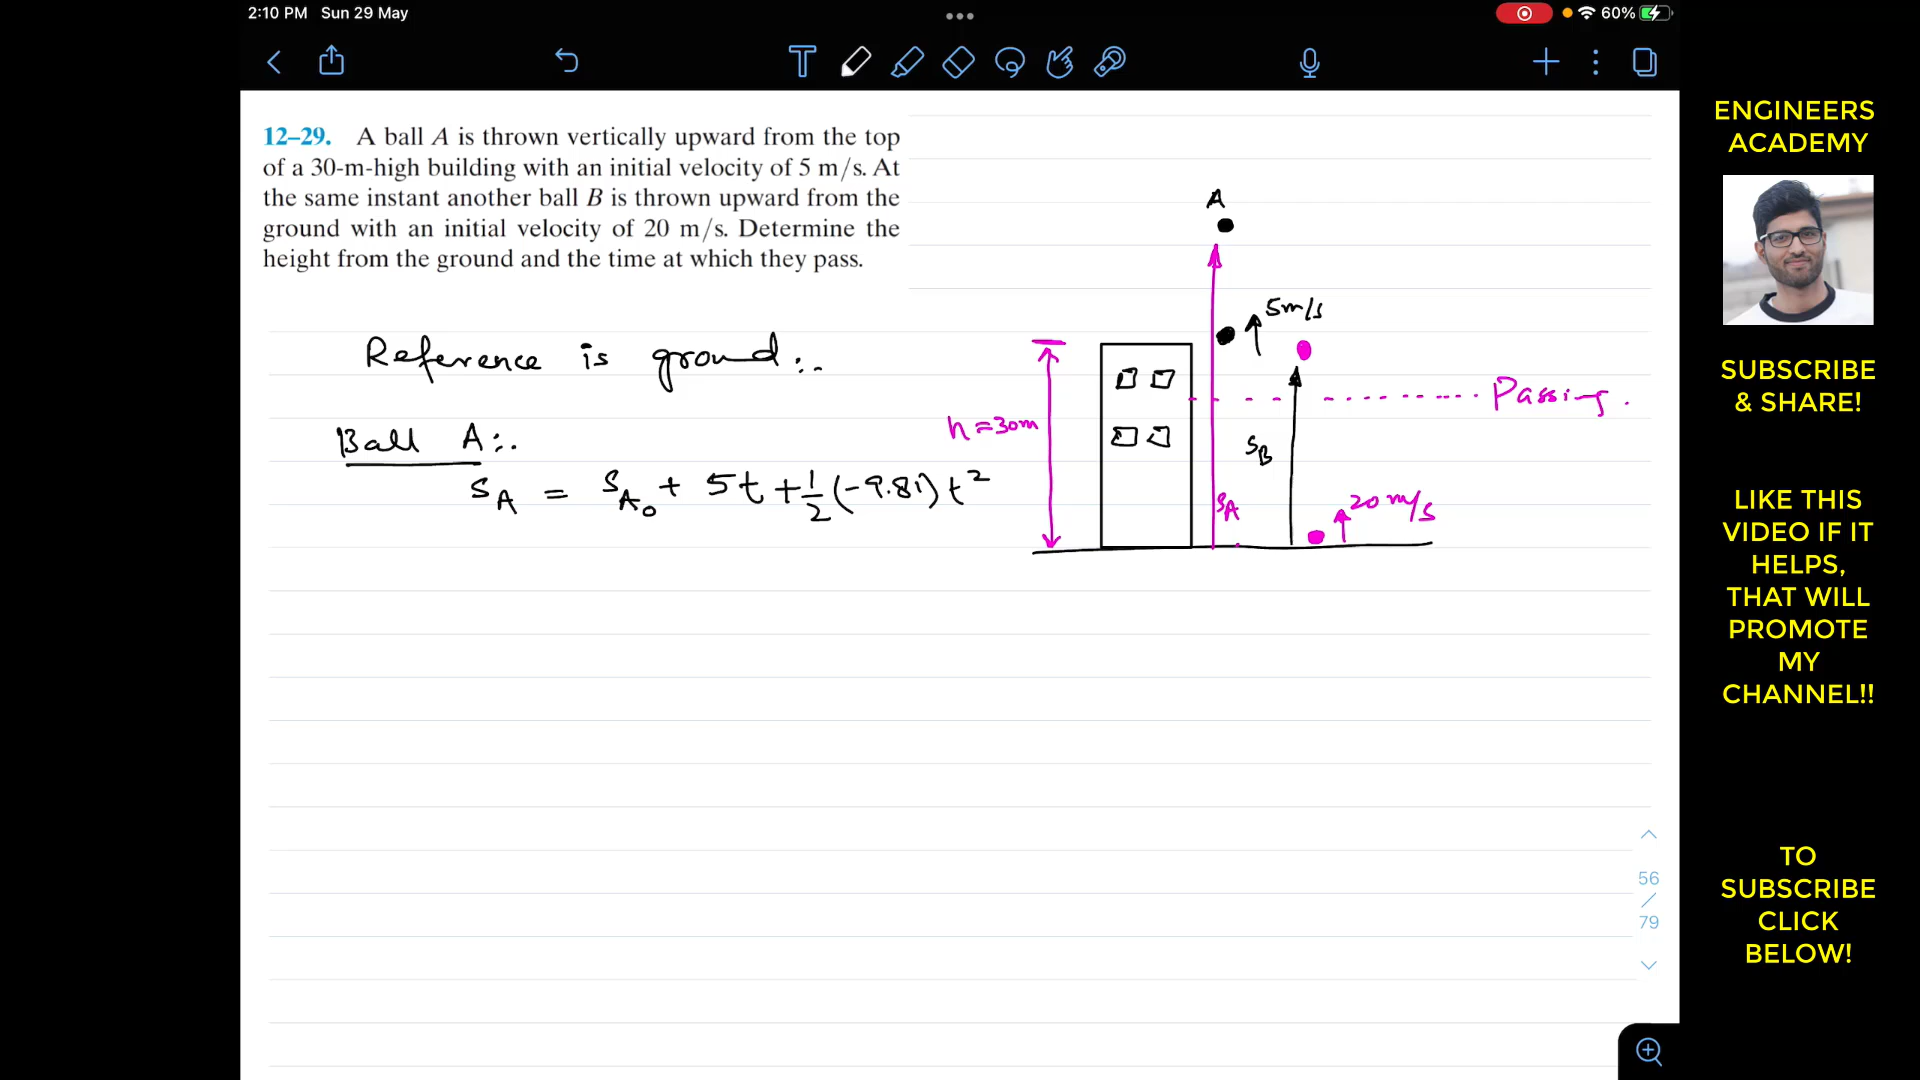 2:10 PM Sun 29 May
60%
12–29. A ball A is thrown vertically upward from the top
of a 30-m-high building with an initial velocity of 5 m/s. At
the same instant another ball B is thrown upward from the
ground with an initial velocity of 20 m/s. Determine the
height from the ground and the time at which they pass.
Reference is ground:.
Ball A:.
S_A = S_A₀ + 5t + 1/2 (-9.81) t²
A
5m/s
Passing.
h = 30m
S_B
S_A
20 m/s
56
/
79
ENGINEERS
ACADEMY
SUBSCRIBE
& SHARE!
LIKE THIS
VIDEO IF IT
HELPS,
THAT WILL
PROMOTE
MY
CHANNEL!!
TO
SUBSCRIBE
CLICK
BELOW!